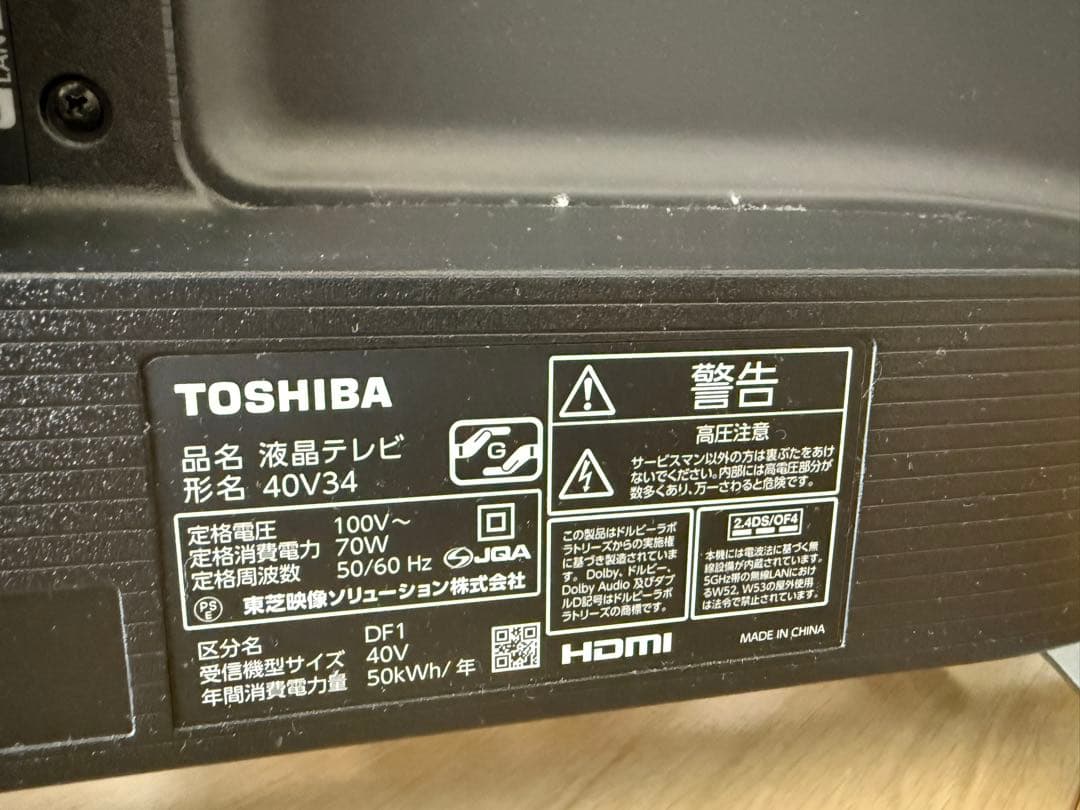 LAN
TOSHIBA
品名 液晶テレビ
形名 40V34
G
定格電圧 100V～
定格消費電力 70W
定格周波数 50/60 Hz
JQA
PS
E
東芝映像ソリューション株式会社
区分名 DF1
受信機型サイズ 40V
年間消費電力量 50kWh/年
警告
高圧注意
サービスマン以外の方は裏ぶたをあけ
ないでください。内部には高電圧部分が
数多くあり、万一さわると危険です。
この製品はドルビーラボ
ラトリーズからの実施権
に基づき製造されていま
す。Dolby、ドルビー、
Dolby Audio 及びダブ
ルD記号はドルビーラボ
ラトリーズの商標です。
2.4DS/OF4
本機には電波法に基づく無
線設備が内蔵されています。
5GHz帯の無線LANにおけ
るW52、W53の屋外使用
は法令で禁止されています。
HDMI
MADE IN CHINA